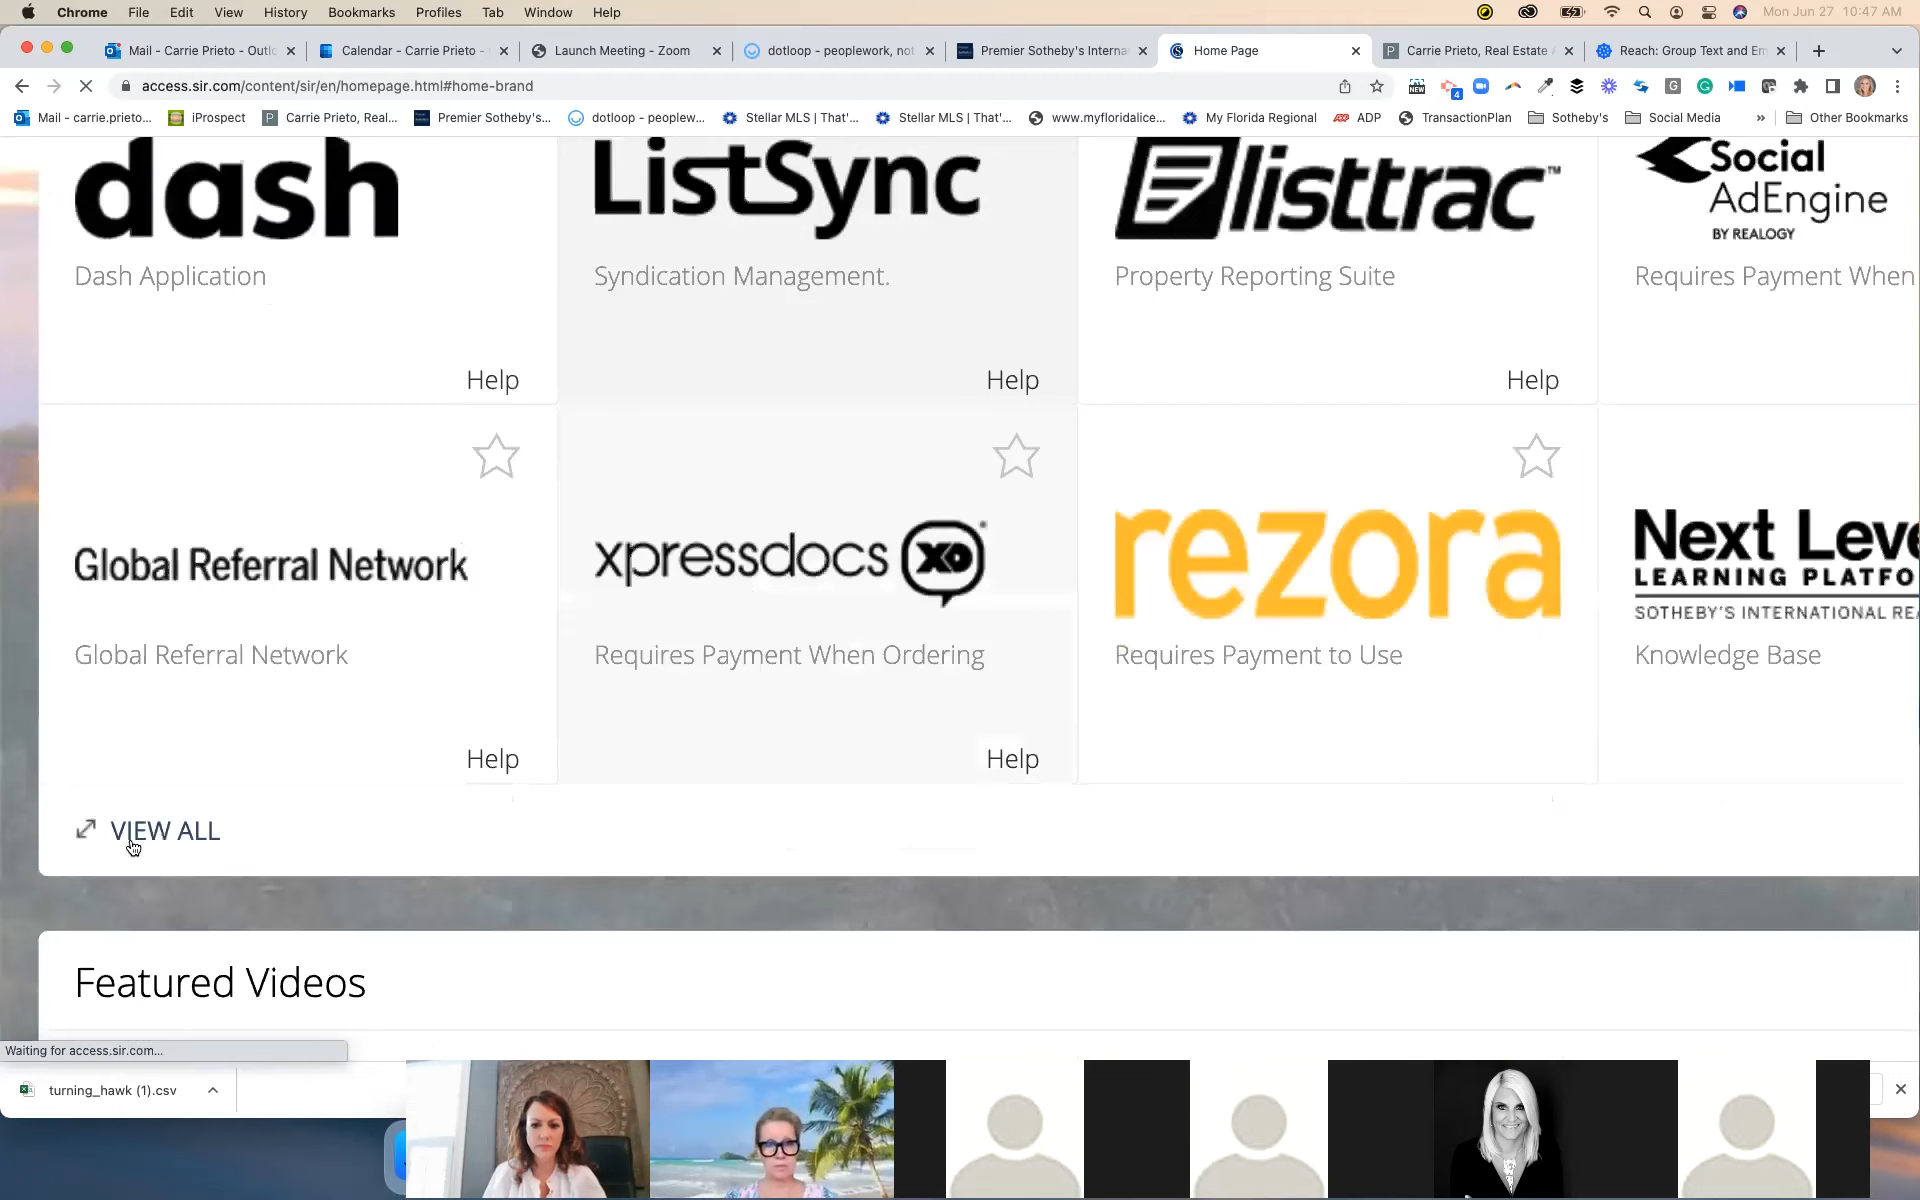 Chrome File Edit View History Bookmarks Profiles Tab Window Help Mon Jun 27 10:47 AM
Mail - Carrie Prieto - Outlo Calendar - Carrie Prieto - Launch Meeting - Zoom dotloop - peoplework, not Premier Sotheby's Interna Home Page Carrie Prieto, Real Estate A Reach: Group Text and Em
access.sir.com/content/sir/en/homepage.html#home-brand NEW 4
Mail - carrie.prieto... iProspect Carrie Prieto, Real... Premier Sotheby's... dotloop - peoplew... Stellar MLS | That'... Stellar MLS | That'... www.myfloridalice... My Florida Regional ADP TransactionPlan Sotheby's Social Media » Other Bookmarks
dash ListSync listtrac™ Social
AdEngine
BY REALOGY
Dash Application Syndication Management. Property Reporting Suite Requires Payment When
Help Help Help
Global Referral Network xpressdocs XD rezora Next Leve
LEARNING PLATFO
SOTHEBY'S INTERNATIONAL REA
Global Referral Network Requires Payment When Ordering Requires Payment to Use Knowledge Base
Help Help
VIEW ALL
Featured Videos
Waiting for access.sir.com...
turning_hawk (1).csv